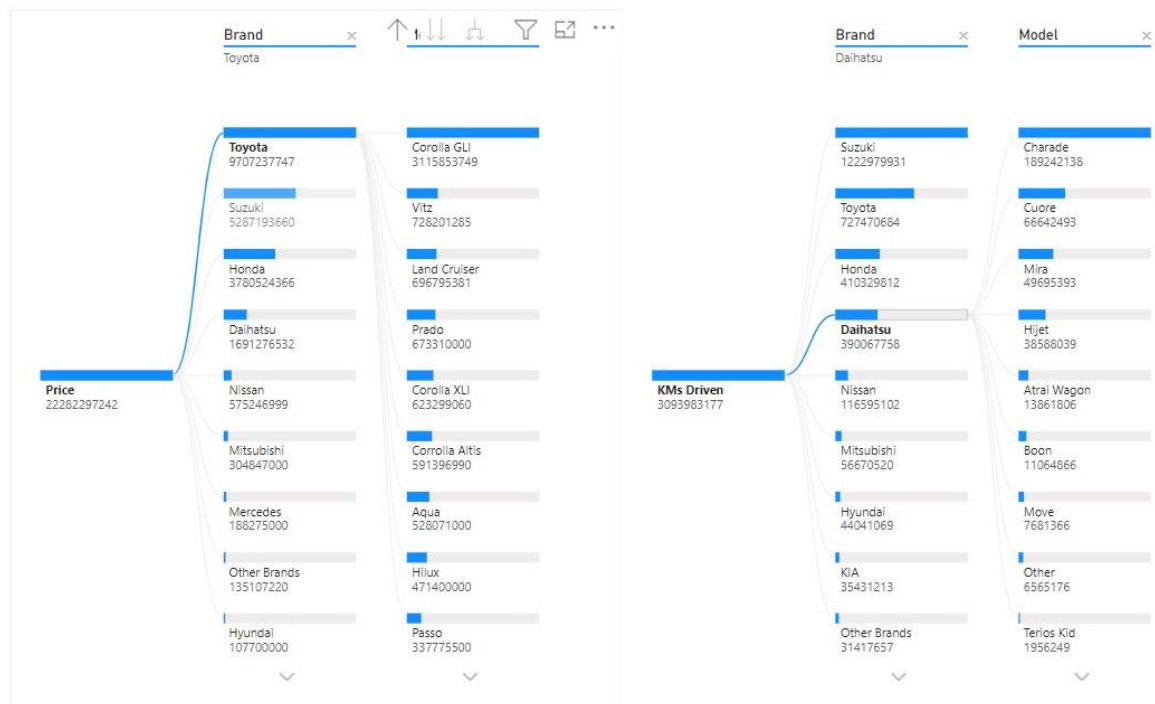 Brand
Toyota
Toyota
9707237747
Suzuki
5287193660
Honda
3780524366
Daihatsu
1691276532
Price
22282297242
Nissan
575246999
Mitsubishi
304847000
Mercedes
188275000
Other Brands
135107220
Hyundai
107700000
Corolla GLI
3115853749
Vitz
728201285
Land Cruiser
696795381
Prado
673310000
Corolla XLI
623299060
Corrolla Altis
591396990
Aqua
528071000
Hilux
471400000
Passo
337775500
Brand
Daihatsu
Model
Suzuki
1222979931
Toyota
727470684
Honda
410329812
Daihatsu
390067758
KMs Driven
3093983177
Nissan
116595102
Mitsubishi
56670520
Hyundai
44041069
KIA
35431213
Other Brands
31417657
Charade
189242138
Cuore
66642493
Mira
49695393
Hijet
38588039
Atrai Wagon
13861806
Boon
11064866
Move
7681366
Other
6565176
Terios Kid
1956249